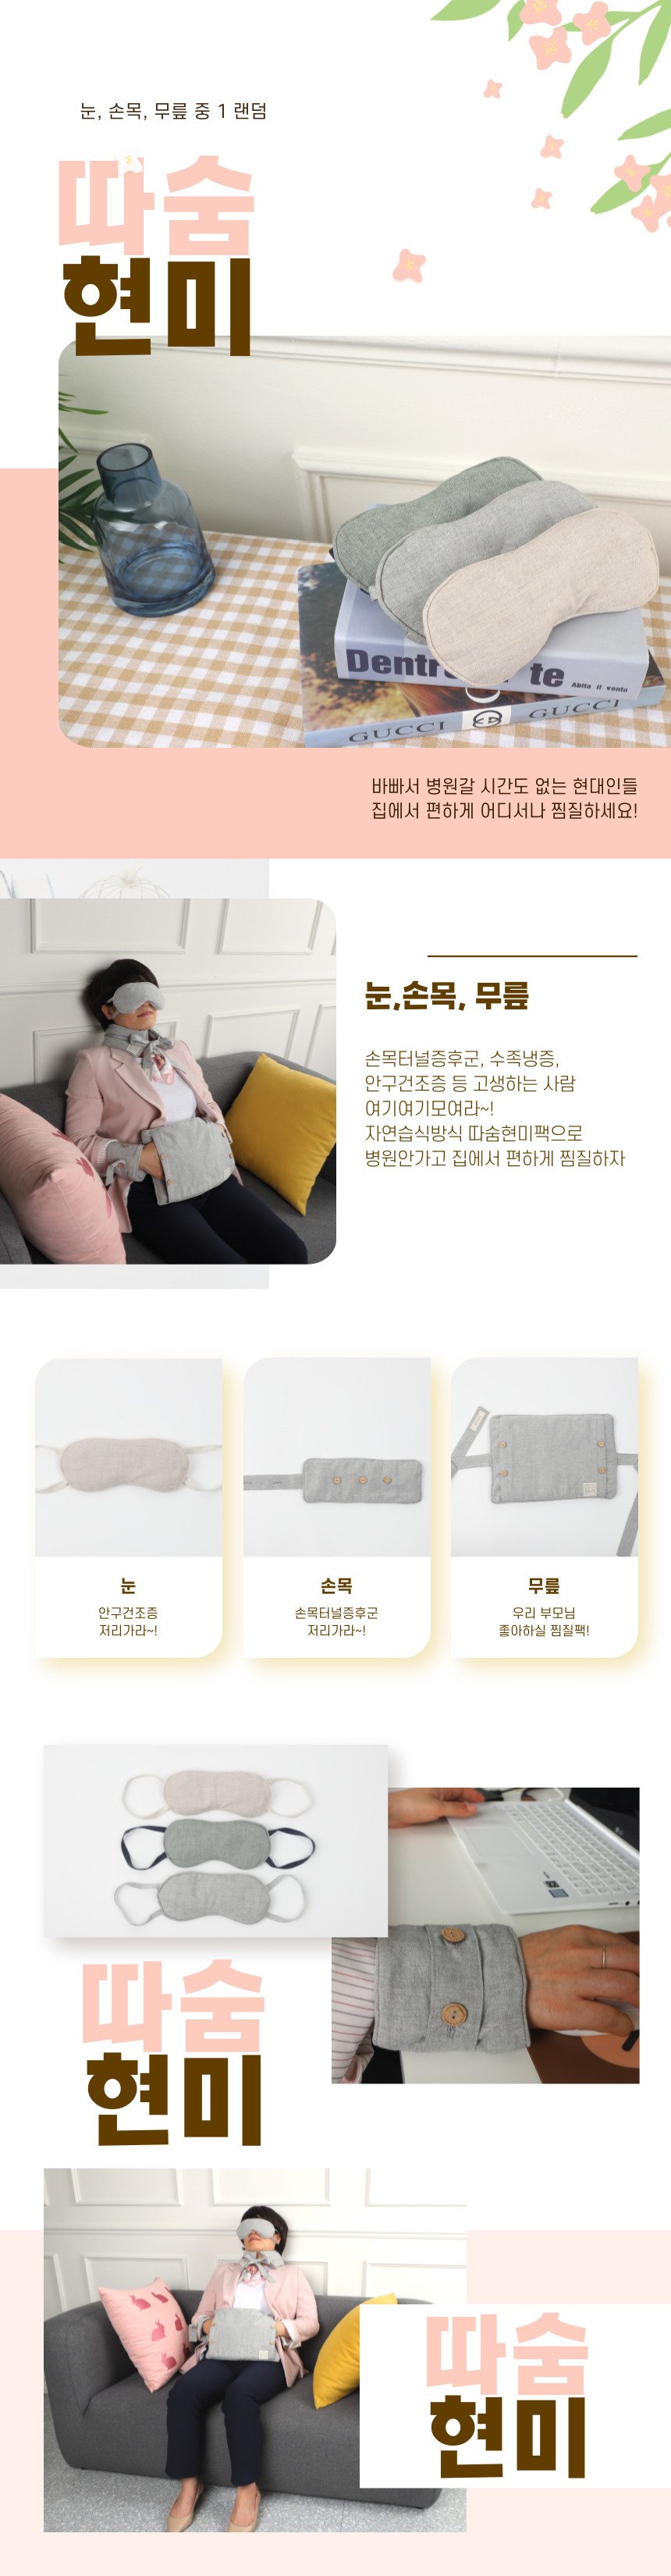 눈, 손목, 무릎 중 1 랜덤
따숨
현미
Abita il vento
GUCCI GUCCI
바빠서 병원갈 시간도 없는 현대인들
집에서 편하게 어디서나 찜질하세요!
눈,손목, 무릎
손목터널증후군, 수족냉증,
안구건조증 등 고생하는 사람
여기여기모여라~!
자연습식방식 따숨현미팩으로
병원안가고 집에서 편하게 찜질하자
눈
안구건조증
저리가라~!
손목
손목터널증후군
저리가라~!
무릎
우리 부모님
좋아하실 찜질팩!
따숨
현미
따숨
현미